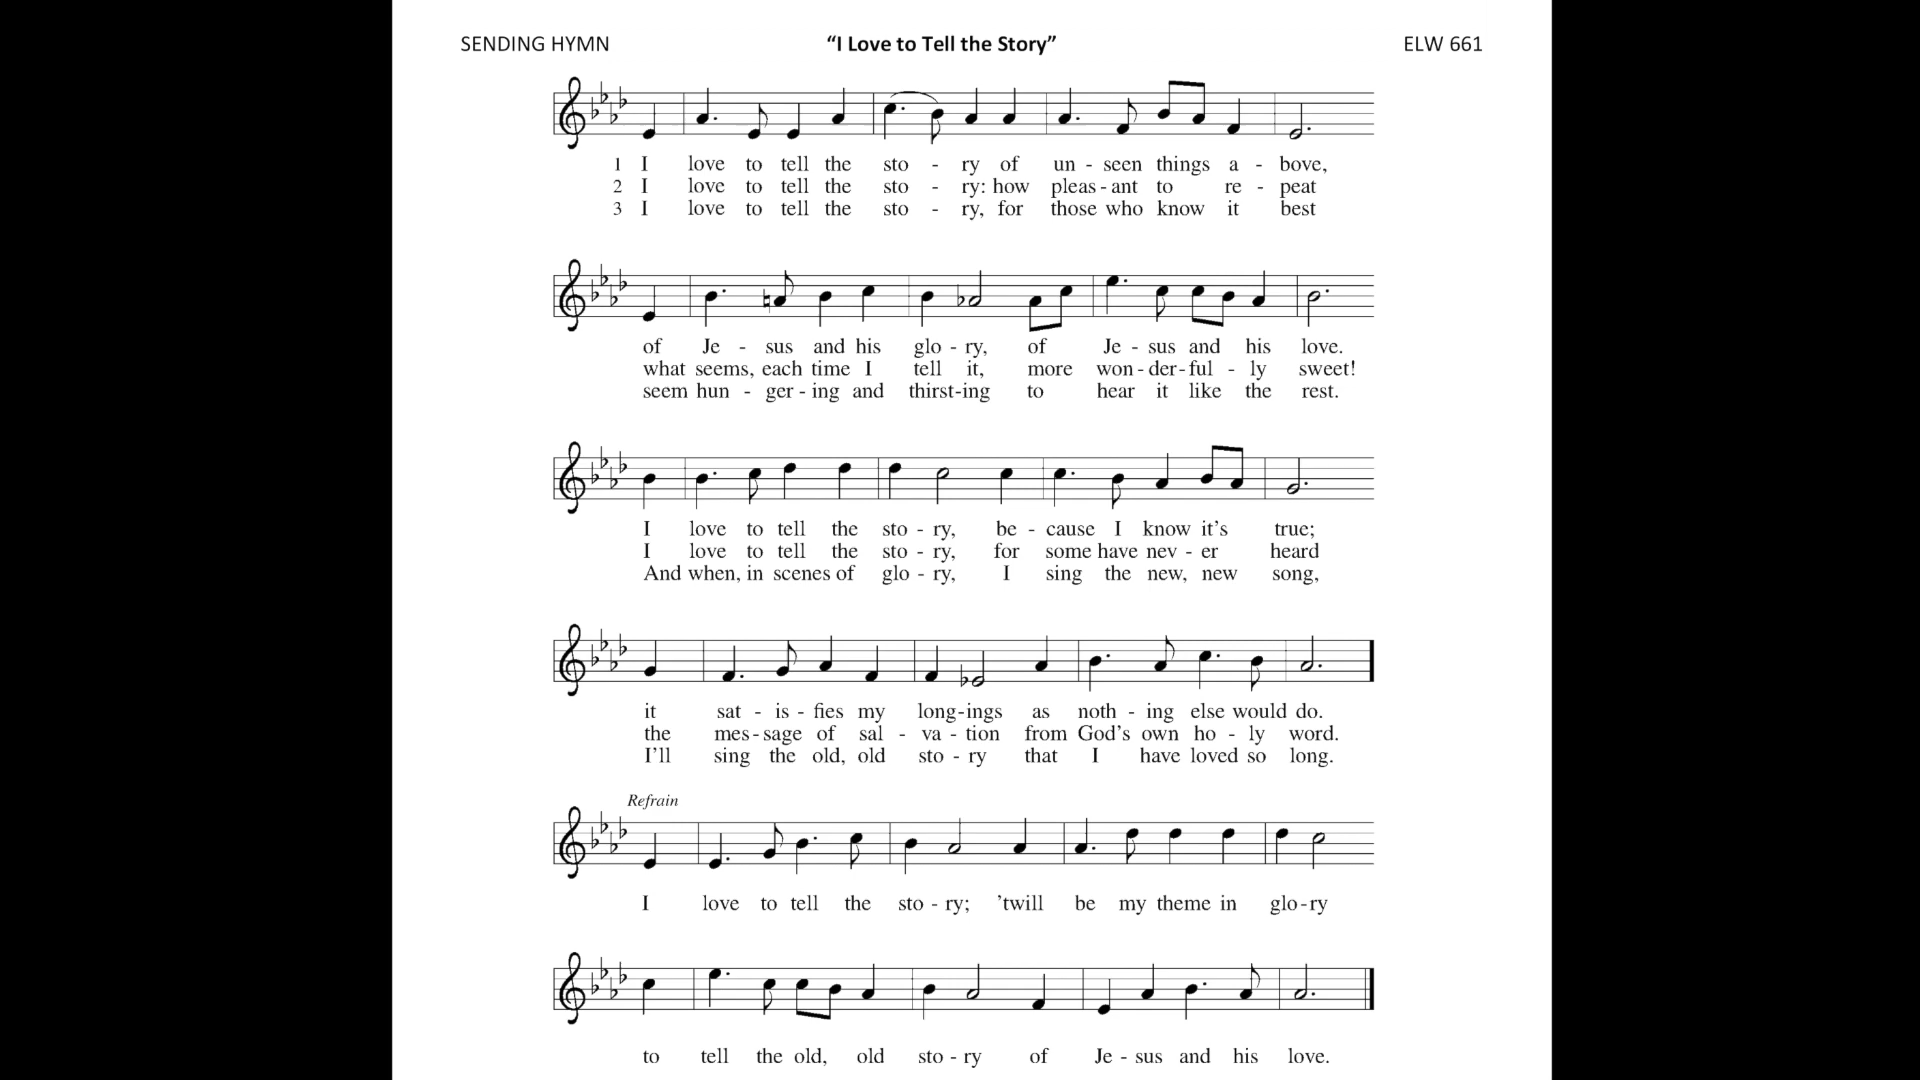 SENDING HYMN “I Love to Tell the Story” ELW 661
1 I love to tell the sto - ry of un - seen things a - bove,
2 I love to tell the sto - ry: how pleas - ant to re - peat
3 I love to tell the sto - ry, for those who know it best
of Je - sus and his glo - ry, of Je - sus and his love.
what seems, each time I tell it, more won - der - ful - ly sweet!
seem hun - ger - ing and thirst - ing to hear it like the rest.
I love to tell the sto - ry, be - cause I know it’s true;
I love to tell the sto - ry, for some have nev - er heard
And when, in scenes of glo - ry, I sing the new, new song,
it sat - is - fies my long - ings as noth - ing else would do.
the mes - sage of sal - va - tion from God’s own ho - ly word.
I’ll sing the old, old sto - ry that I have loved so long.
Refrain
I love to tell the sto - ry; ’twill be my theme in glo - ry
to tell the old, old sto - ry of Je - sus and his love.